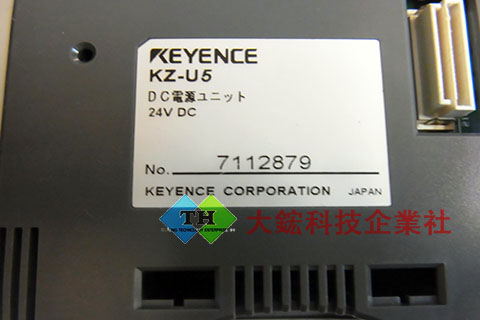 KEYENCE
KZ-U5
DC電源ユニット
24V DC
No. 7112879
KEYENCE CORPORATION JAPAN
TH
大鋐科技企業社